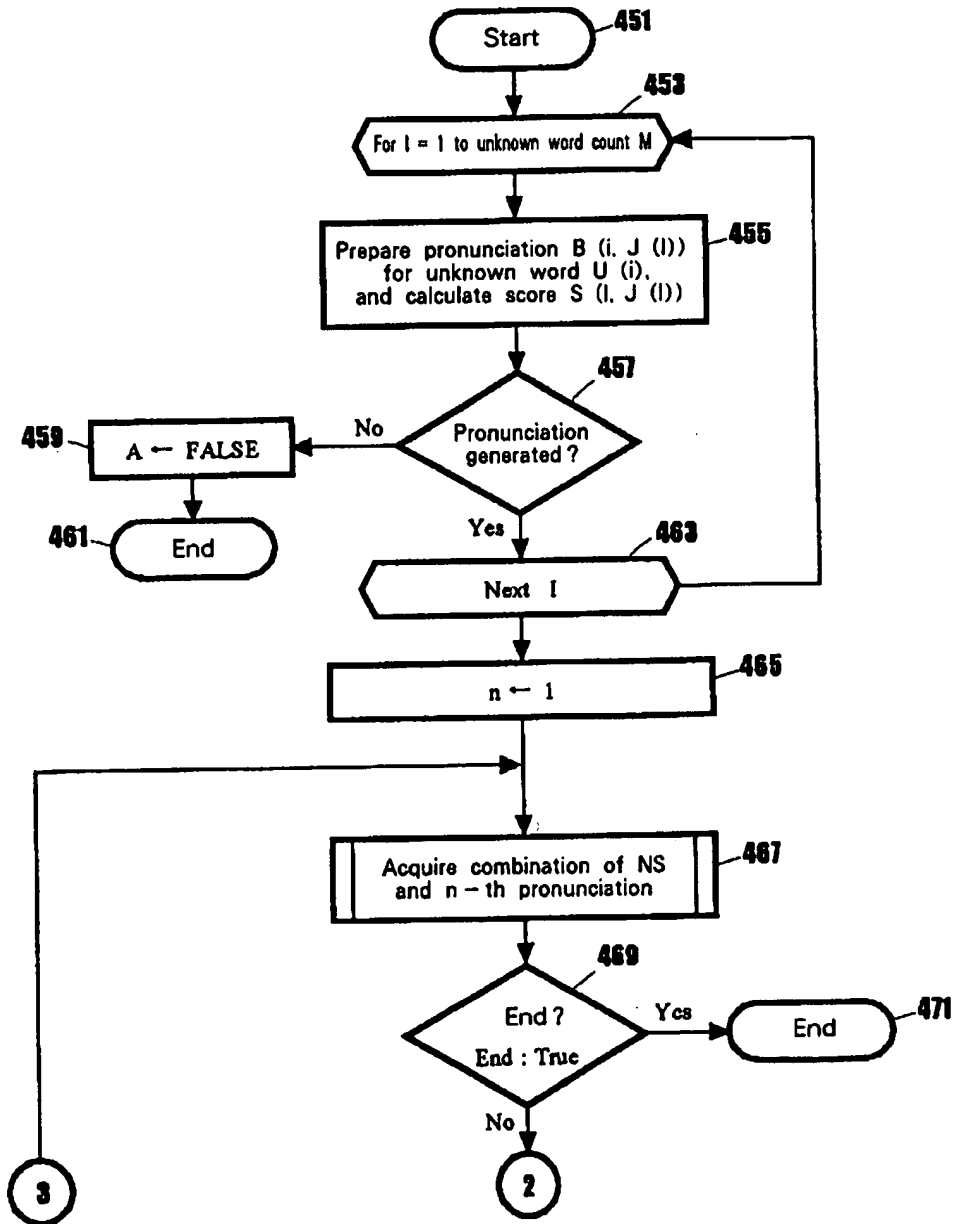 Start
451
453
For I = 1 to unknown word count M
Prepare pronunciation B (i, J (I))
for unknown word U (i),
and calculate score S (I, J (I))
455
457
Pronunciation
generated ?
No
459
A ← FALSE
461
End
Yes
463
Next I
465
n ← 1
Acquire combination of NS
and n – th pronunciation
467
469
End ?
End : True
Yes
End
471
No
3
2